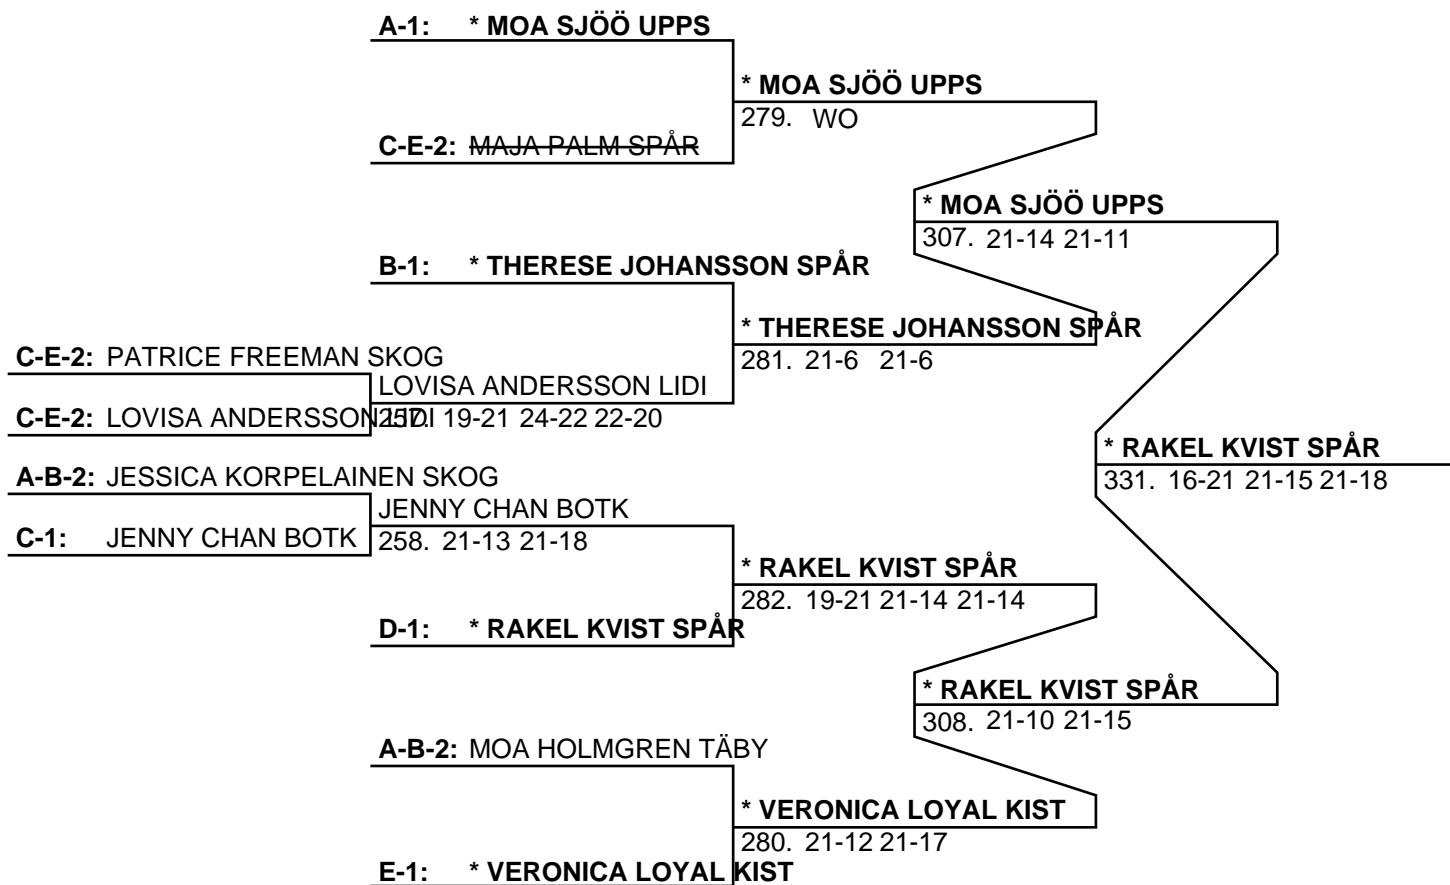 A-1: * MOA SJÖÖ UPPS
* MOA SJÖÖ UPPS
279. WO
C-E-2: MAJA PALM SPÅR
* MOA SJÖÖ UPPS
307. 21-14 21-11
B-1: * THERESE JOHANSSON SPÅR
* THERESE JOHANSSON SPÅR
281. 21-6 21-6
C-E-2: PATRICE FREEMAN SKOG
LOVISA ANDERSSON LIDI
C-E-2: LOVISA ANDERSSON LIDI
257. 19-21 24-22 22-20
* RAKEL KVIST SPÅR
331. 16-21 21-15 21-18
A-B-2: JESSICA KORPELAINEN SKOG
JENNY CHAN BOTK
C-1: JENNY CHAN BOTK
258. 21-13 21-18
* RAKEL KVIST SPÅR
282. 19-21 21-14 21-14
D-1: * RAKEL KVIST SPÅR
* RAKEL KVIST SPÅR
308. 21-10 21-15
A-B-2: MOA HOLMGREN TÄBY
* VERONICA LOYAL KIST
280. 21-12 21-17
E-1: * VERONICA LOYAL KIST